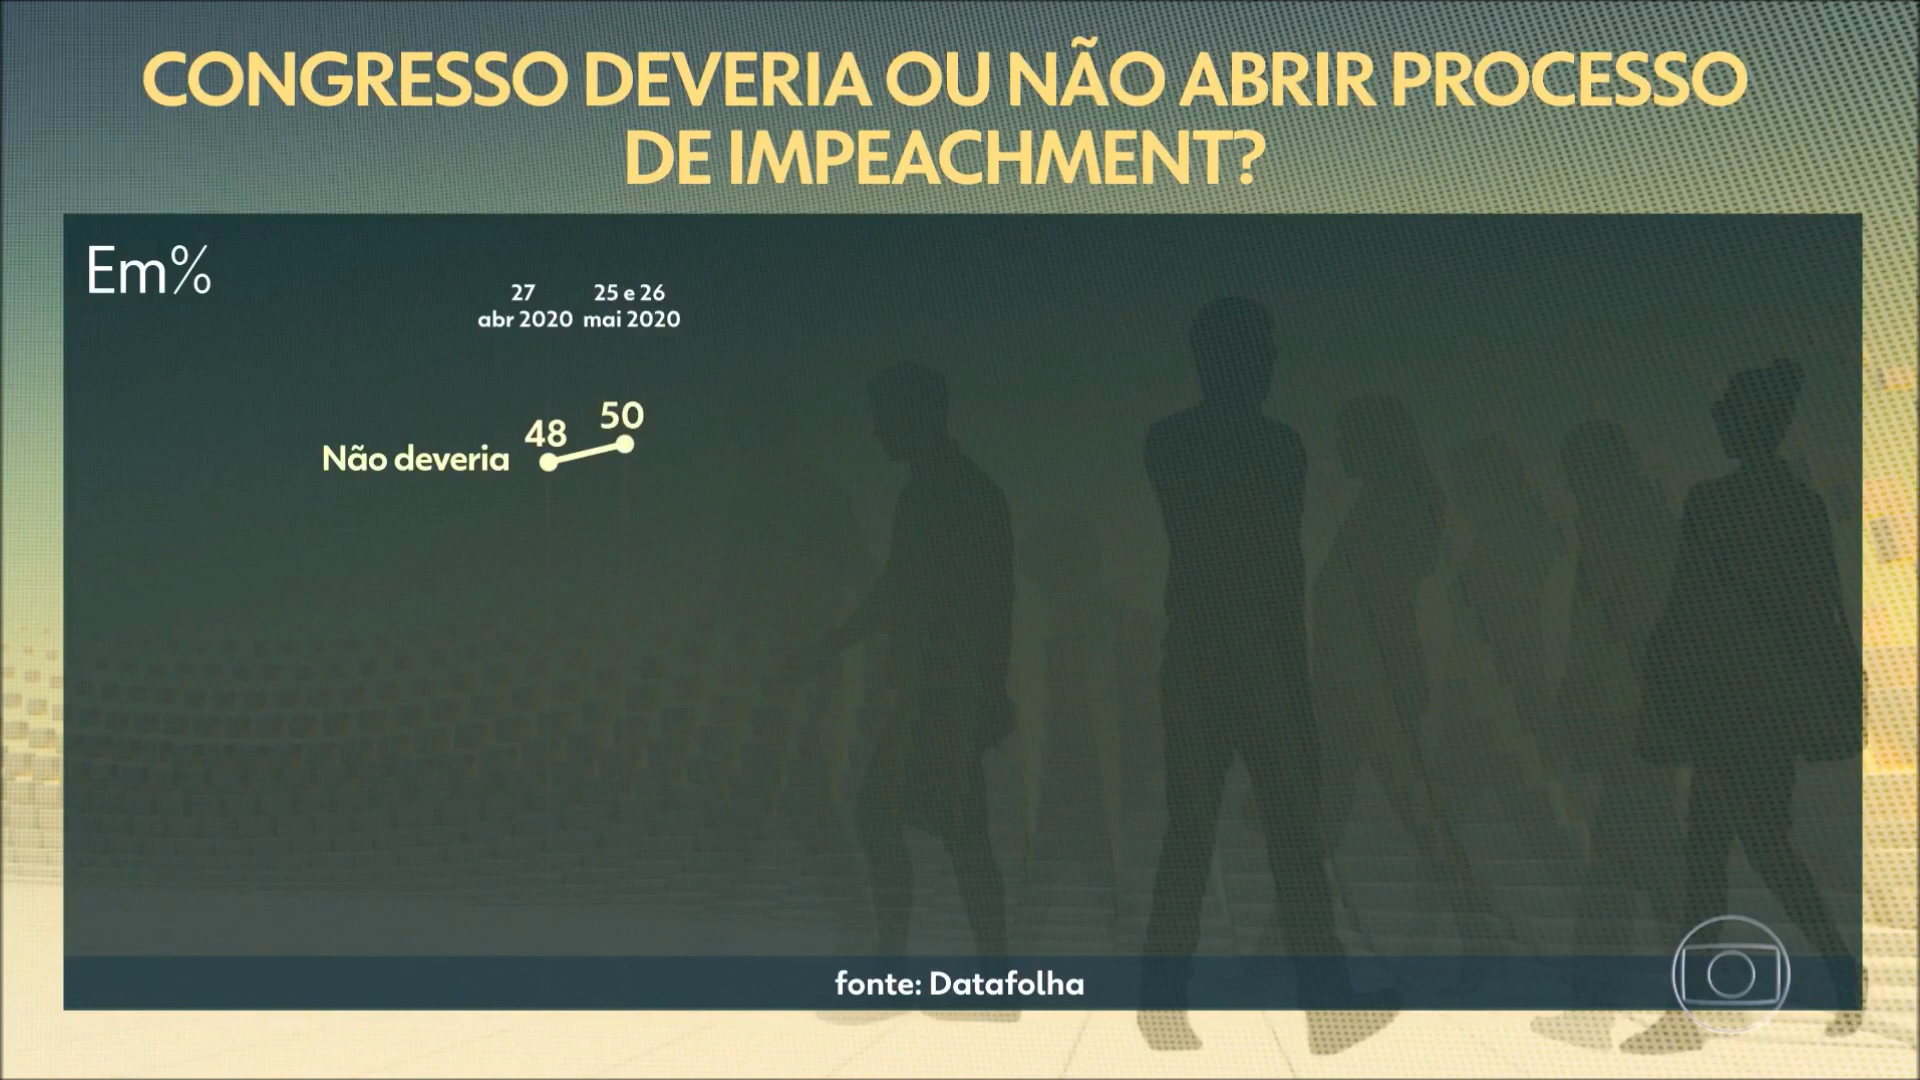 CONGRESSO DEVERIA OU NÃO ABRIR PROCESSO
DE IMPEACHMENT?
Em%
27 25 e 26
abr 2020 mai 2020
48 50
Não deveria
fonte: Datafolha